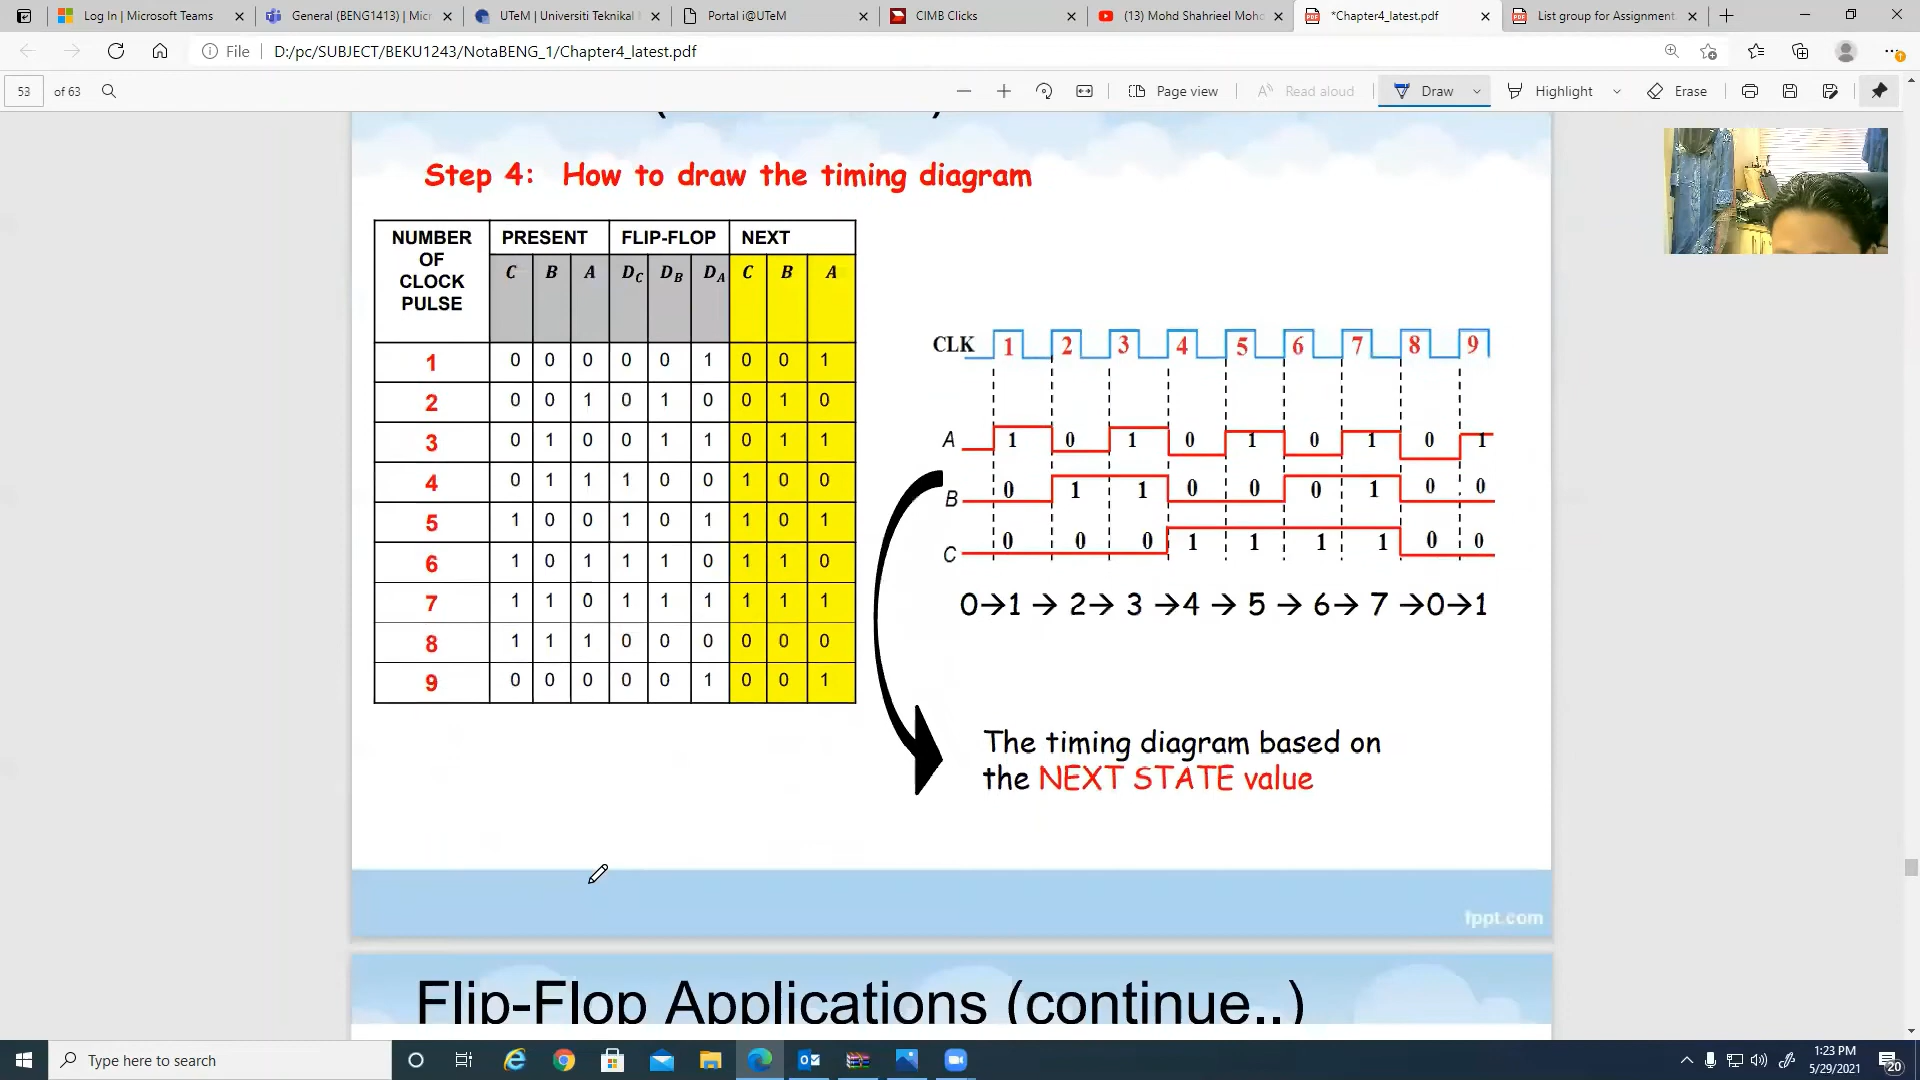 Log In | Microsoft Teams
General (BENG1413) | Mic
UTeM | Universiti Teknikal
Portal i@UTeM
CIMB Clicks
(13) Mohd Shahrieel Moho
*Chapter4_latest.pdf
List group for Assignment
File D:/pc/SUBJECT/BEKU1243/NotaBENG_1/Chapter4_latest.pdf
53 of 63
Page view
Read aloud
Draw
Highlight
Erase
Step 4: How to draw the timing diagram
NUMBER OF CLOCK PULSE PRESENT FLIP-FLOP NEXT
C B A D_C D_B D_A C B A
1 0 0 0 0 0 1 0 0 1
2 0 0 1 0 1 0 0 1 0
3 0 1 0 0 1 1 0 1 1
4 0 1 1 1 0 0 1 0 0
5 1 0 0 1 0 1 1 0 1
6 1 0 1 1 1 0 1 1 0
7 1 1 0 1 1 1 1 1 1
8 1 1 1 0 0 0 0 0 0
9 0 0 0 0 0 1 0 0 1
CLK 1 2 3 4 5 6 7 8 9
A 1 0 1 0 1 0 1 0 1
B 0 1 1 0 0 0 1 0 0
C 0 0 0 1 1 1 1 0 0
0→1 → 2→ 3 →4 → 5 → 6→ 7 →0→1
The timing diagram based on
the NEXT STATE value
fppt.com
Flip-Flop Applications (continue..)
Type here to search
1:23 PM
5/29/2021
20